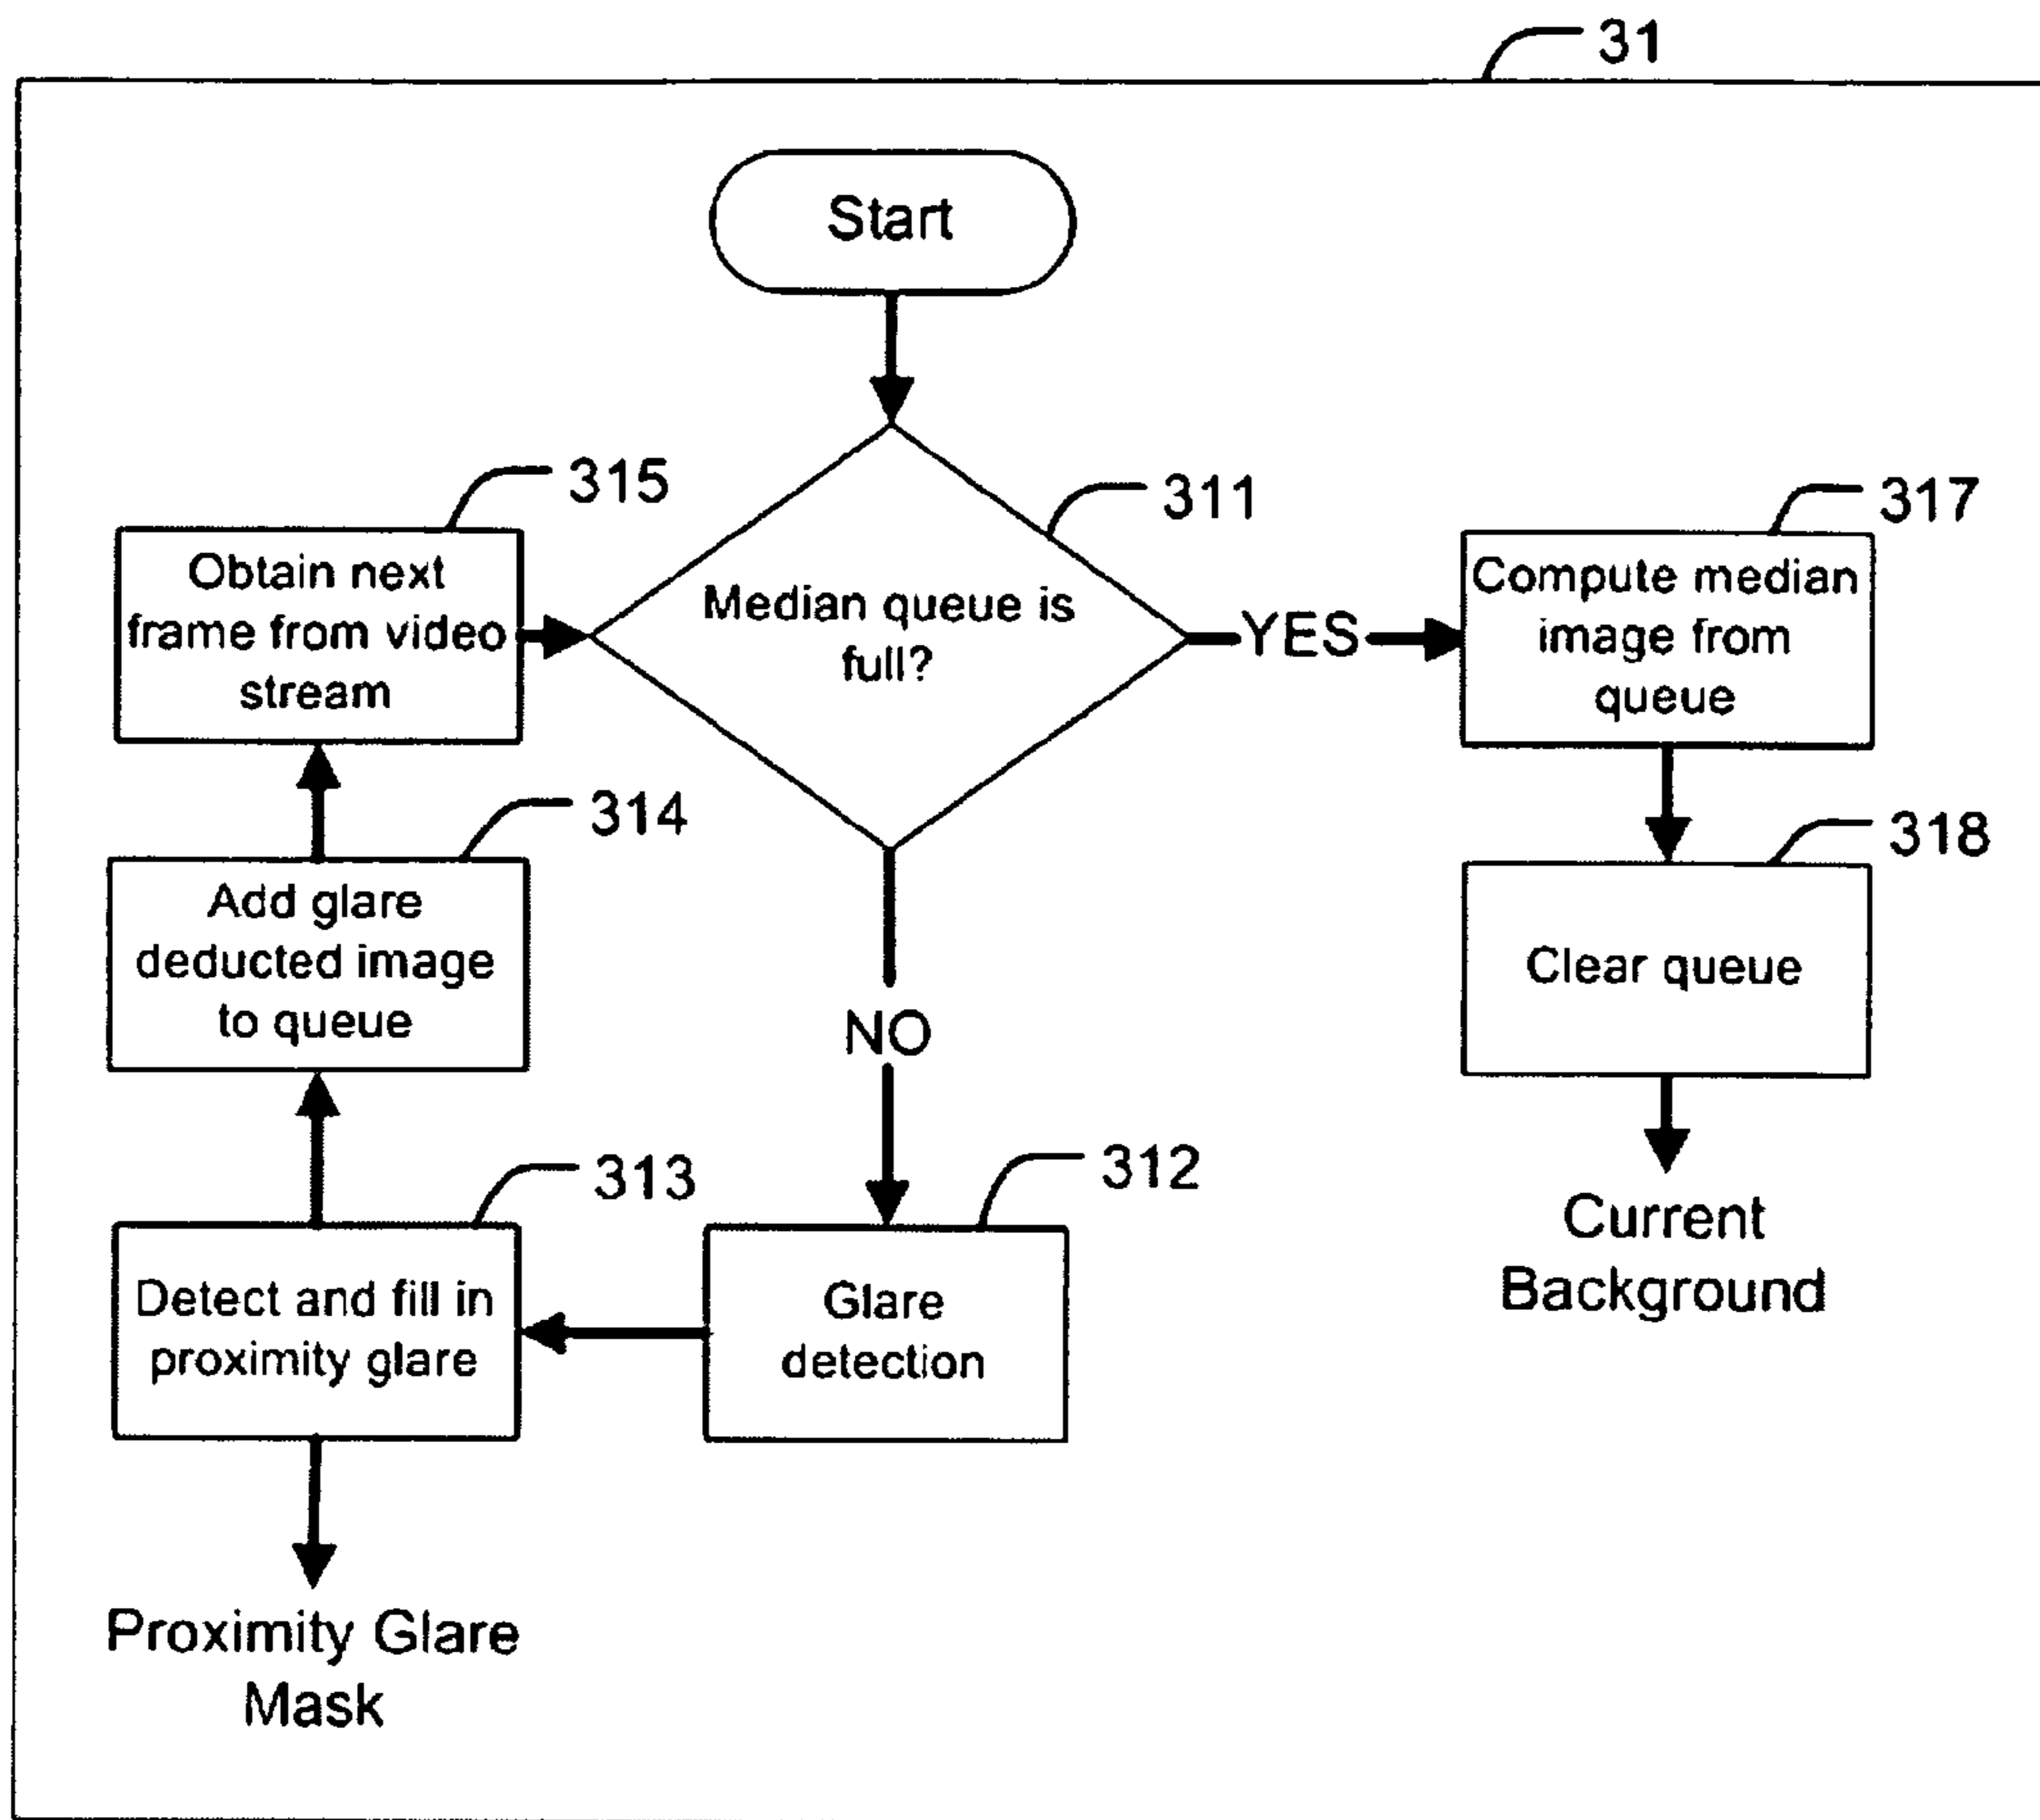 31
Start
315
Obtain next
frame from video
stream
311
Median queue is
full?
YES
317
Compute median
image from
queue
314
Add glare
deducted image
to queue
318
Clear queue
NO
313
Detect and fill in
proximity glare
312
Glare
detection
Current
Background
Proximity Glare
Mask